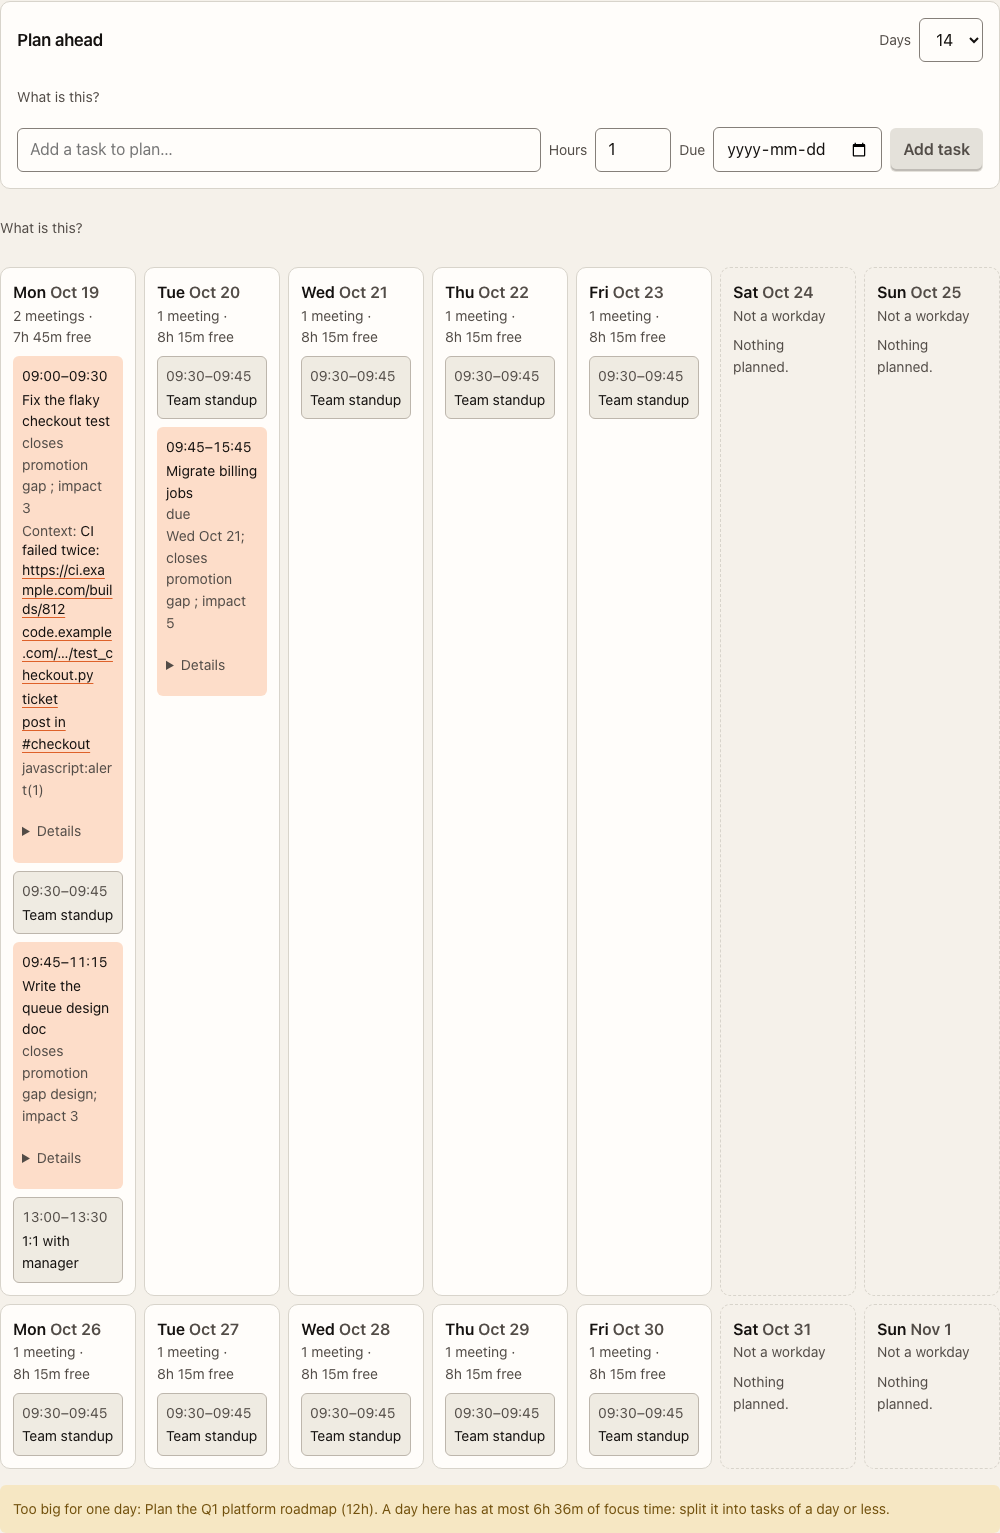 Plan ahead
Days 14
What is this?
Add a task to plan...
Hours 1
Due yyyy-mm-dd
Add task
What is this?
Mon Oct 19
2 meetings ·
7h 45m free
09:00–09:30
Fix the flaky
checkout test
closes
promotion
gap ; impact
3
Context: CI
failed twice:
https://ci.exa
mple.com/buil
ds/812
code.example
.com/.../test_c
heckout.py
ticket
post in
#checkout
javascript:aler
t(1)
Details
09:30–09:45
Team standup
09:45–11:15
Write the
queue design
doc
closes
promotion
gap design;
impact 3
Details
13:00–13:30
1:1 with
manager
Tue Oct 20
1 meeting ·
8h 15m free
09:30–09:45
Team standup
09:45–15:45
Migrate billing
jobs
due
Wed Oct 21;
closes
promotion
gap ; impact
5
Details
Wed Oct 21
1 meeting ·
8h 15m free
09:30–09:45
Team standup
Thu Oct 22
1 meeting ·
8h 15m free
09:30–09:45
Team standup
Fri Oct 23
1 meeting ·
8h 15m free
09:30–09:45
Team standup
Sat Oct 24
Not a workday
Nothing
planned.
Sun Oct 25
Not a workday
Nothing
planned.
Mon Oct 26
1 meeting ·
8h 15m free
09:30–09:45
Team standup
Tue Oct 27
1 meeting ·
8h 15m free
09:30–09:45
Team standup
Wed Oct 28
1 meeting ·
8h 15m free
09:30–09:45
Team standup
Thu Oct 29
1 meeting ·
8h 15m free
09:30–09:45
Team standup
Fri Oct 30
1 meeting ·
8h 15m free
09:30–09:45
Team standup
Sat Oct 31
Not a workday
Nothing
planned.
Sun Nov 1
Not a workday
Nothing
planned.
Too big for one day: Plan the Q1 platform roadmap (12h). A day here has at most 6h 36m of focus time: split it into tasks of a day or less.